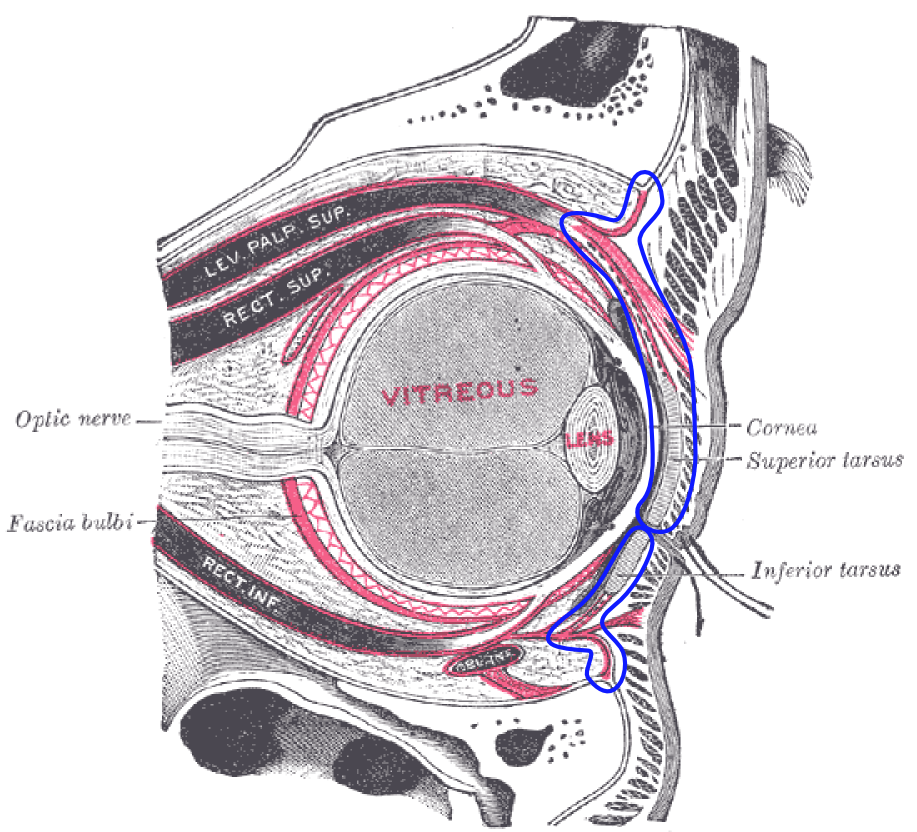 LEV. PALP. SUP.
RECT. SUP.
VITREOUS
Optic nerve
LENS
Cornea
Superior tarsus
Fascia bulbi
RECT. INF.
Inferior tarsus
OBL. INF.